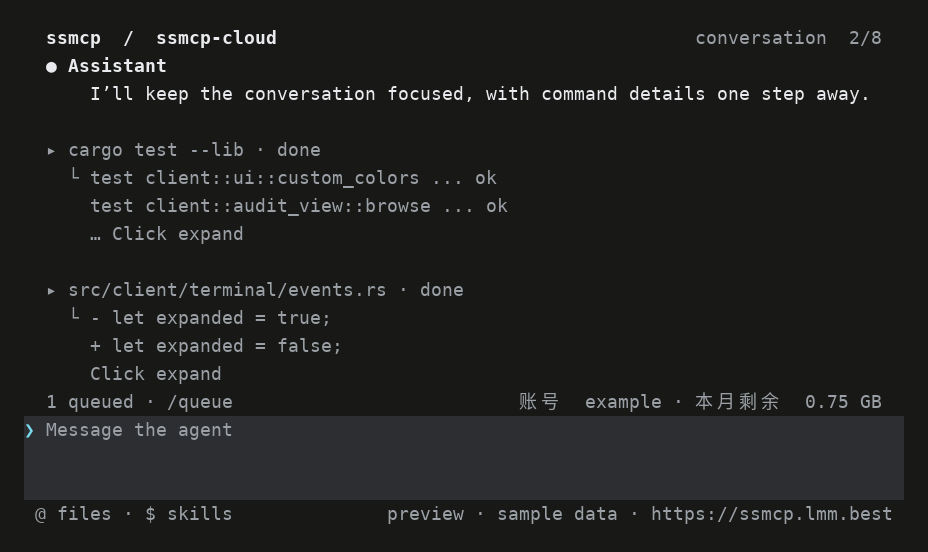 ssmcp / ssmcp-cloud conversation 2/8
● Assistant
I’ll keep the conversation focused, with command details one step away.
▸ cargo test --lib · done
└ test client::ui::custom_colors ... ok
test client::audit_view::browse ... ok
… Click expand
▸ src/client/terminal/events.rs · done
└ - let expanded = true;
+ let expanded = false;
Click expand
1 queued · /queue 账号 example · 本月剩余 0.75 GB
❯ Message the agent
@ files · $ skills preview · sample data · https://ssmcp.lmm.best